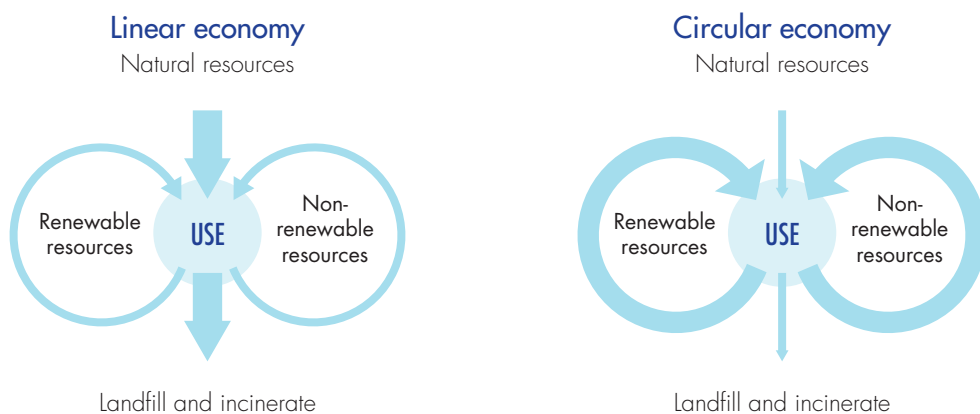 Linear economy
Natural resources
Renewable
resources
USE
Non-
renewable
resources
Landfill and incinerate
Circular economy
Natural resources
Renewable
resources
USE
Non-
renewable
resources
Landfill and incinerate